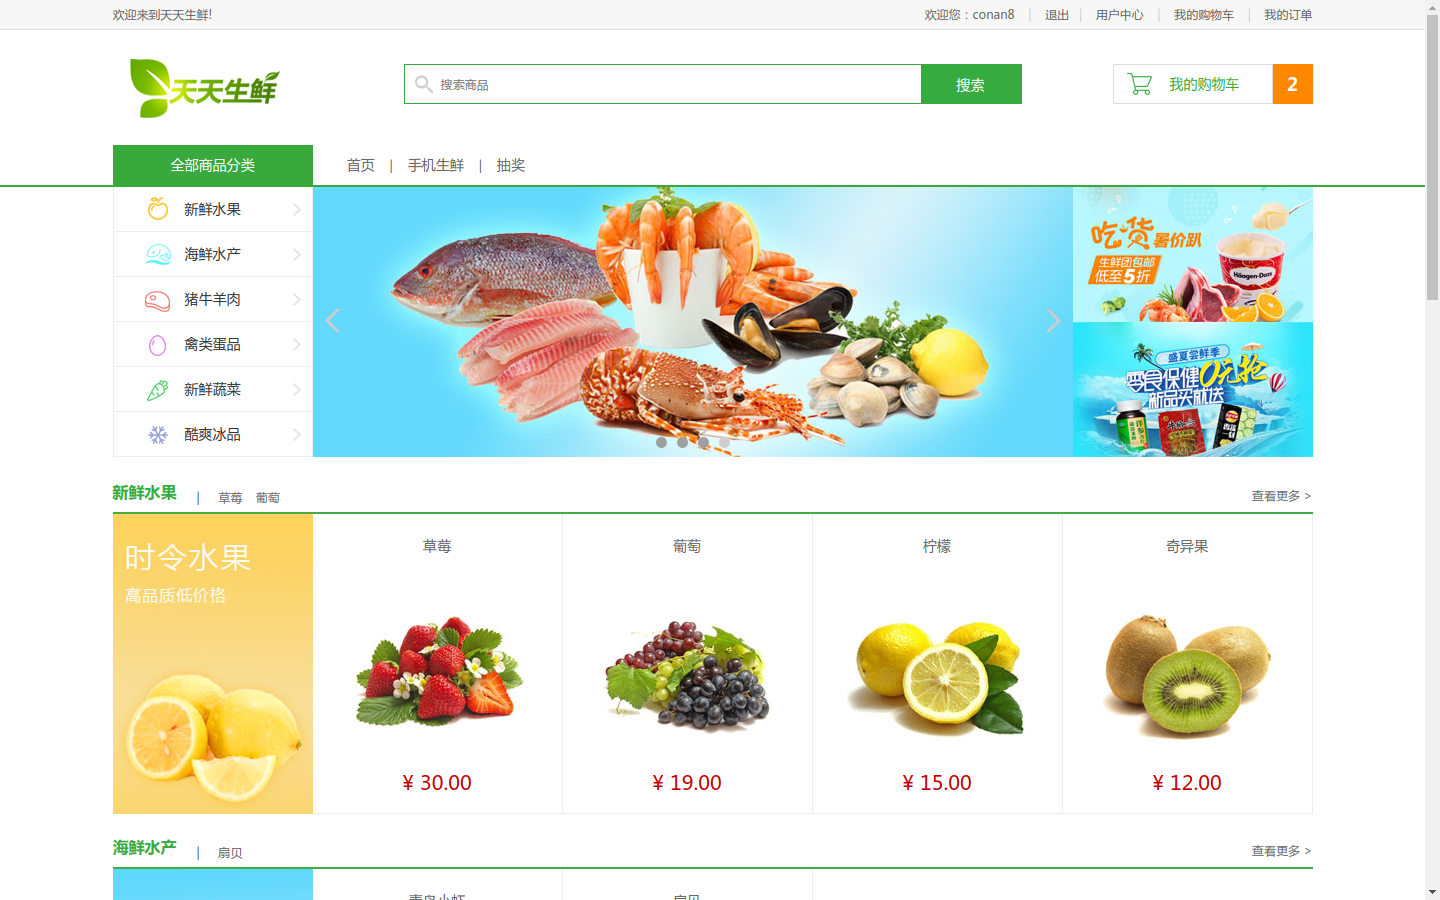 欢迎来到天天生鲜!
欢迎您：conan8 | 退出 | 用户中心 | 我的购物车 | 我的订单
天天生鲜
搜索商品
搜索
我的购物车 2
全部商品分类
首页 | 手机生鲜 | 抽奖
新鲜水果
海鲜水产
猪牛羊肉
禽类蛋品
新鲜蔬菜
酷爽冰品
吃货暑价趴
生鲜团包邮
低至5折
Häagen-Dazs
盛夏尝鲜季
零食保健0元抢
新品买就送
新鲜水果 | 草莓 葡萄
查看更多 >
时令水果
高品质低价格
草莓
葡萄
柠檬
奇异果
¥ 30.00
¥ 19.00
¥ 15.00
¥ 12.00
海鲜水产 | 扇贝
查看更多 >